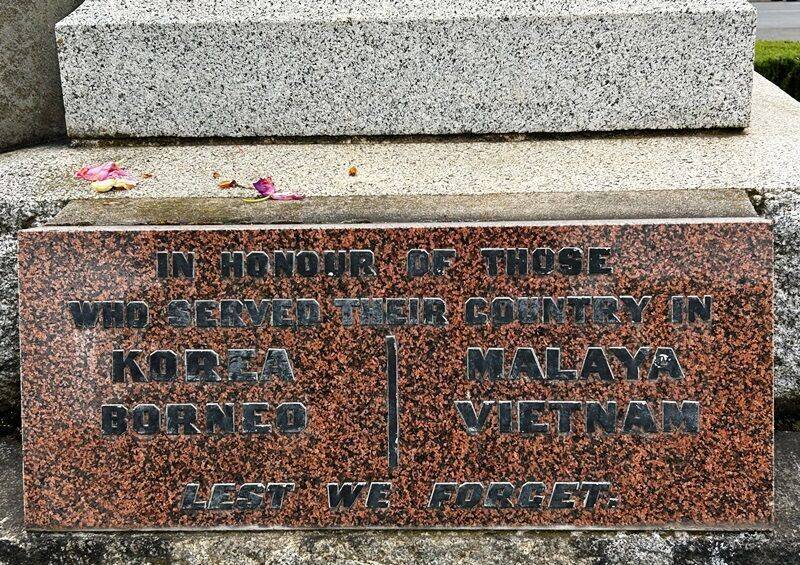 IN HONOUR OF THOSE
WHO SERVED THEIR COUNTRY IN
KOREA MALAYA
BORNEO VIETNAM
LEST WE FORGET.